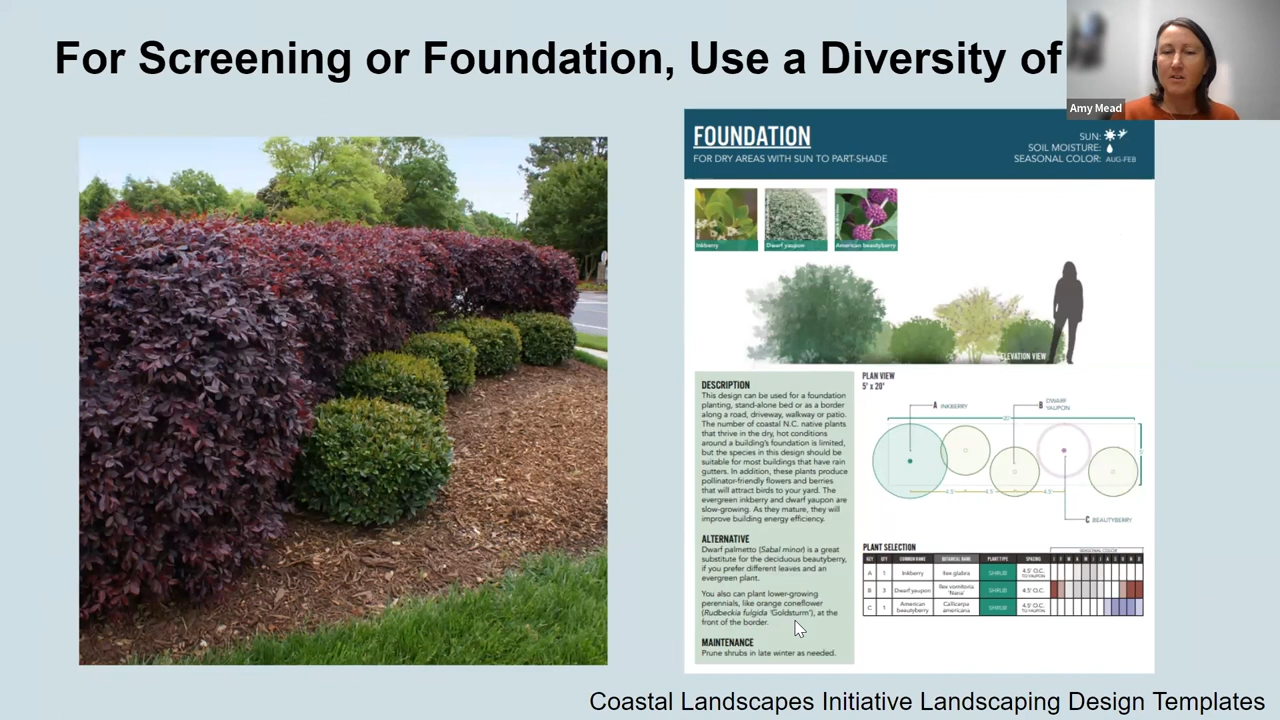 For Screening or Foundation, Use a Diversity of
Amy Mead
FOUNDATION
FOR DRY AREAS WITH SUN TO PART-SHADE
SUN:
SOIL MOISTURE:
SEASONAL COLOR: AUG-FEB
Inkberry
Dwarf yaupon
American beautyberry
ELEVATION VIEW
DESCRIPTION
This design can be used for a foundation
planting, stand-alone bed or as a border
along a road, driveway, walkway or patio.
The number of coastal N.C. native plants
that thrive in the dry, hot conditions
around a building's foundation is limited,
but the species in this design should be
suitable for most buildings that have rain
gutters. In addition, these plants produce
pollinator-friendly flowers and berries
that will attract birds to your yard. The
evergreen inkberry and dwarf yaupon are
slow-growing. As they mature, they will
improve building energy efficiency.
ALTERNATIVE
Dwarf palmetto (Sabal minor) is a great
substitute for the deciduous beautyberry,
if you prefer different leaves and an
evergreen plant.
You also can plant lower-growing
perennials, like orange coneflower
(Rudbeckia fulgida 'Goldsturm'), at the
front of the border.
MAINTENANCE
Prune shrubs in late winter as needed.
PLAN VIEW
5' x 20'
A INKBERRY
B DWARF
YAUPON
20'
4.5' 4.5' 4.5'
C BEAUTYBERRY
PLANT SELECTION
SEASONAL COLOR
KEY QTY COMMON NAME BOTANICAL NAME PLANT TYPE SPACING J F M A M J J A S O N D
A 1 Inkberry Ilex glabra SHRUB 4.5' O.C. TO YAUPON
B 3 Dwarf yaupon Ilex vomitoria 'Nana' SHRUB 4.5' O.C.
C 1 American beautyberry Callicarpa americana SHRUB 4.5' O.C. TO YAUPON
Coastal Landscapes Initiative Landscaping Design Templates